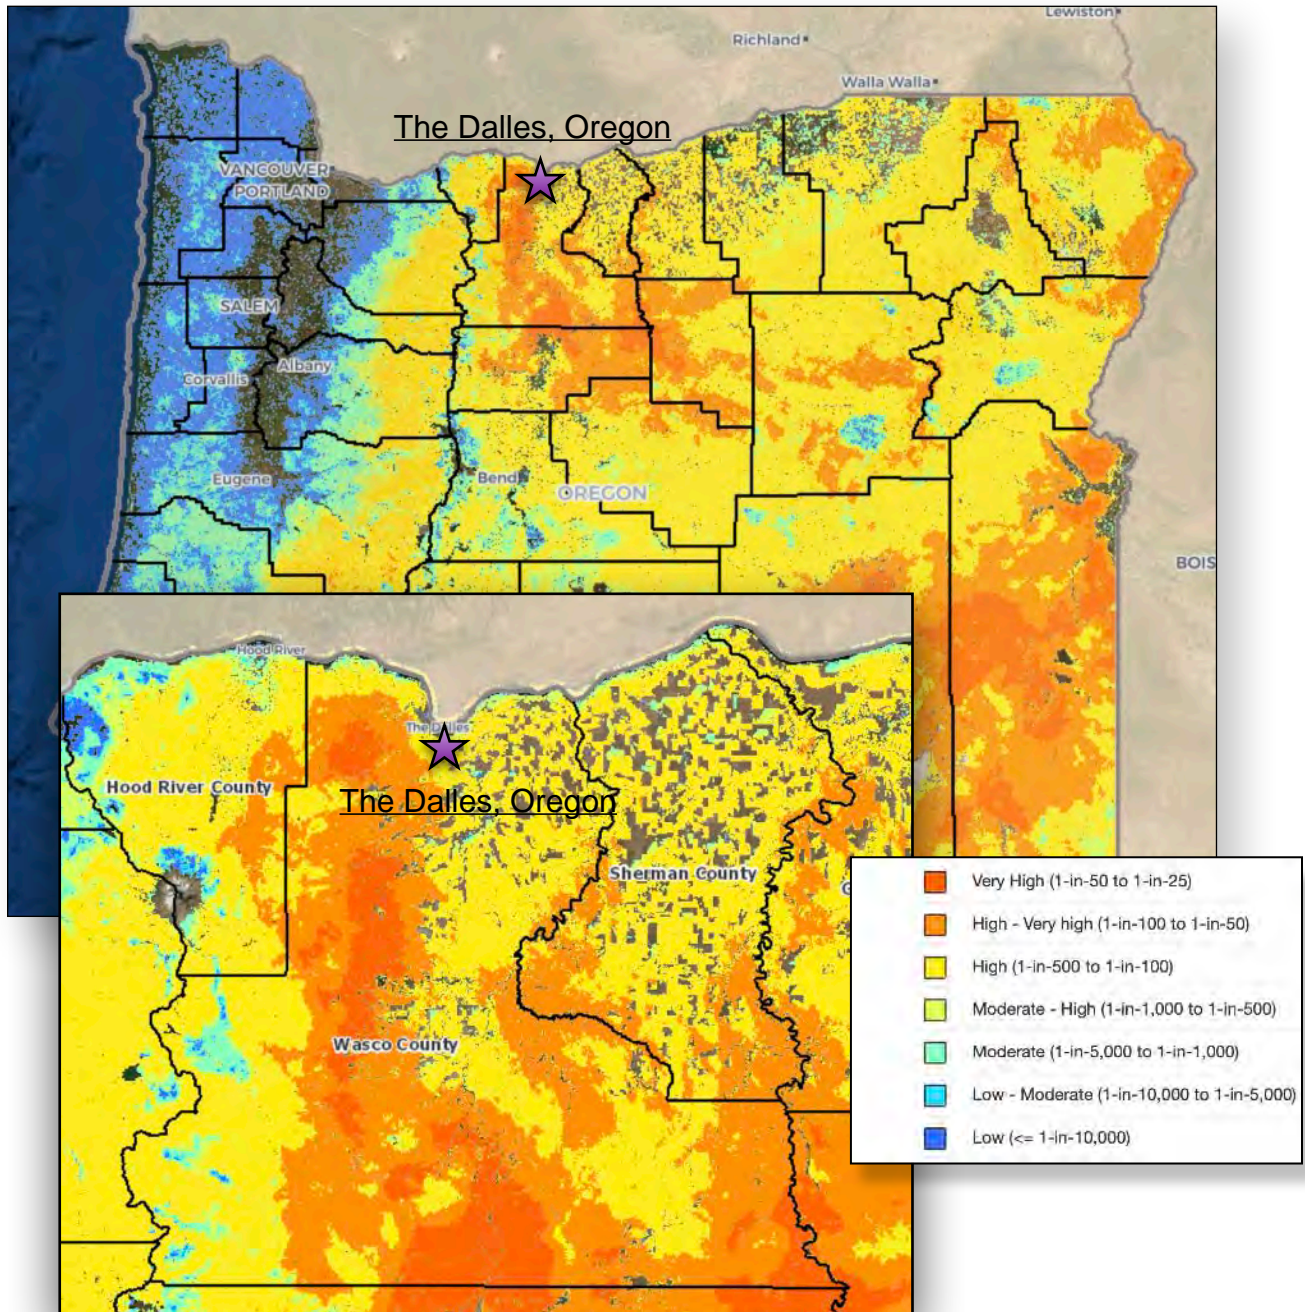 Lewiston
Richland
Walla Walla
The Dalles, Oregon
VANCOUVER
PORTLAND
SALEM
Albany
Corvallis
Eugene
Bend
OREGON
BOIS
Hood River
The Dalles
Hood River County
The Dalles, Oregon
Sherman County
G
Wasco County
Very High (1-in-50 to 1-in-25)
High - Very high (1-in-100 to 1-in-50)
High (1-in-500 to 1-in-100)
Moderate - High (1-in-1,000 to 1-in-500)
Moderate (1-in-5,000 to 1-in-1,000)
Low - Moderate (1-in-10,000 to 1-in-5,000)
Low (<= 1-in-10,000)